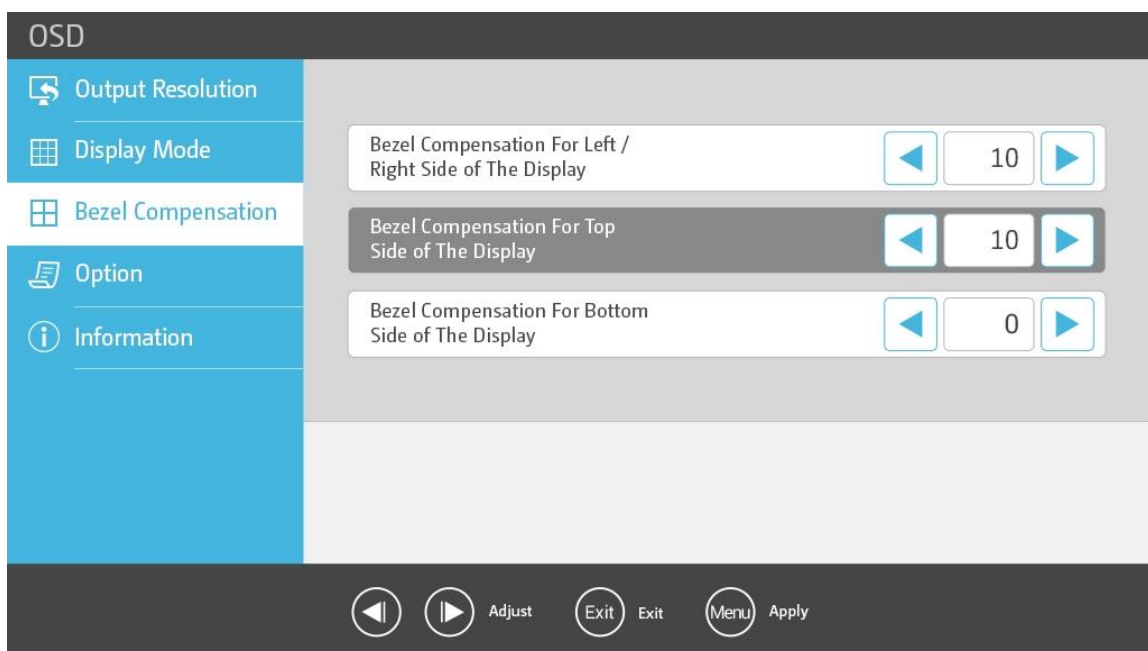 OSD
Output Resolution
Display Mode
Bezel Compensation
Option
Information
Bezel Compensation For Left /
Right Side of The Display
10
Bezel Compensation For Top
Side of The Display
10
Bezel Compensation For Bottom
Side of The Display
0
Adjust
Exit Exit
Menu Apply